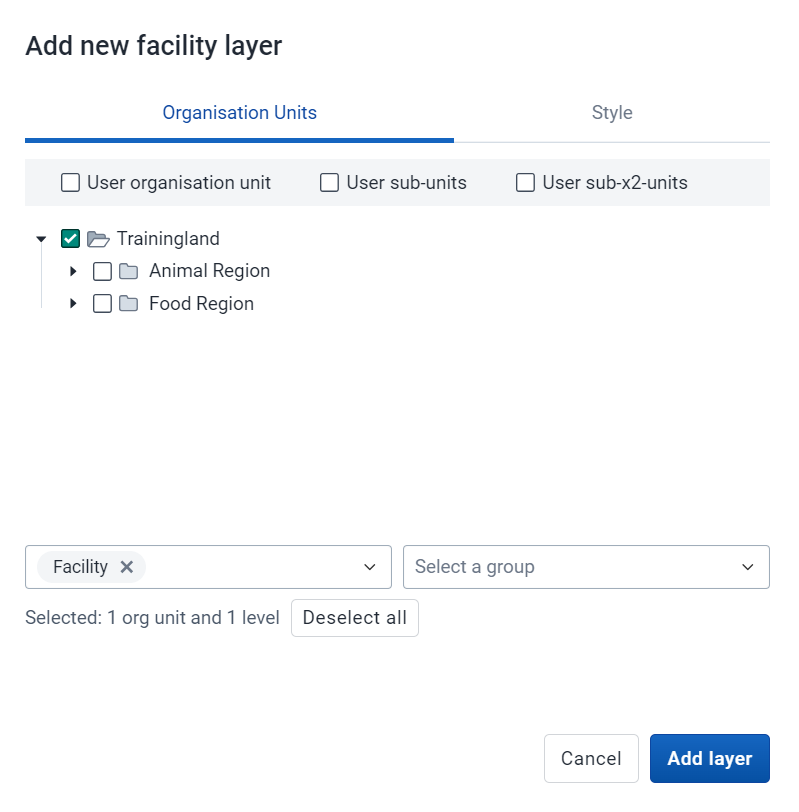 Add new facility layer
Organisation Units Style
User organisation unit User sub-units User sub-x2-units
Trainingland
Animal Region
Food Region
Facility Select a group
Selected: 1 org unit and 1 level Deselect all
Cancel Add layer